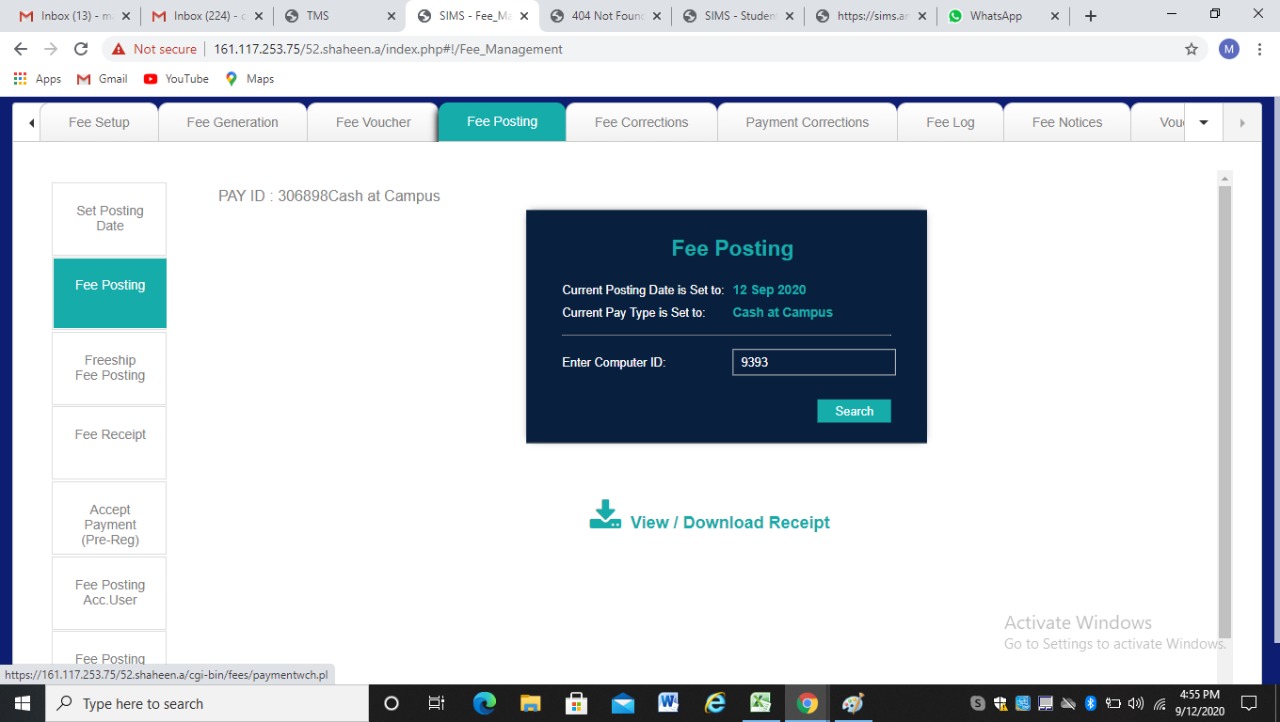 Inbox (13) - m
Inbox (224) - c
TMS
SIMS - Fee_Ma
404 Not Foun
SIMS - Studen
https://sims.ar
WhatsApp
Not secure
161.117.253.75/52.shaheen.a/index.php#!/Fee_Management
M
Apps
Gmail
YouTube
Maps
Fee Setup
Fee Generation
Fee Voucher
Fee Posting
Fee Corrections
Payment Corrections
Fee Log
Fee Notices
Vou
Set Posting
Date
Fee Posting
Freeship
Fee Posting
Fee Receipt
Accept
Payment
(Pre-Reg)
Fee Posting
Acc.User
Fee Posting
PAY ID : 306898Cash at Campus
Fee Posting
Current Posting Date is Set to: 12 Sep 2020
Current Pay Type is Set to: Cash at Campus
Enter Computer ID: 9393
Search
View / Download Receipt
Activate Windows
Go to Settings to activate Windows.
https://161.117.253.75/52.shaheen.a/cgi-bin/fees/paymentwch.pl
Type here to search
4:55 PM
9/12/2020